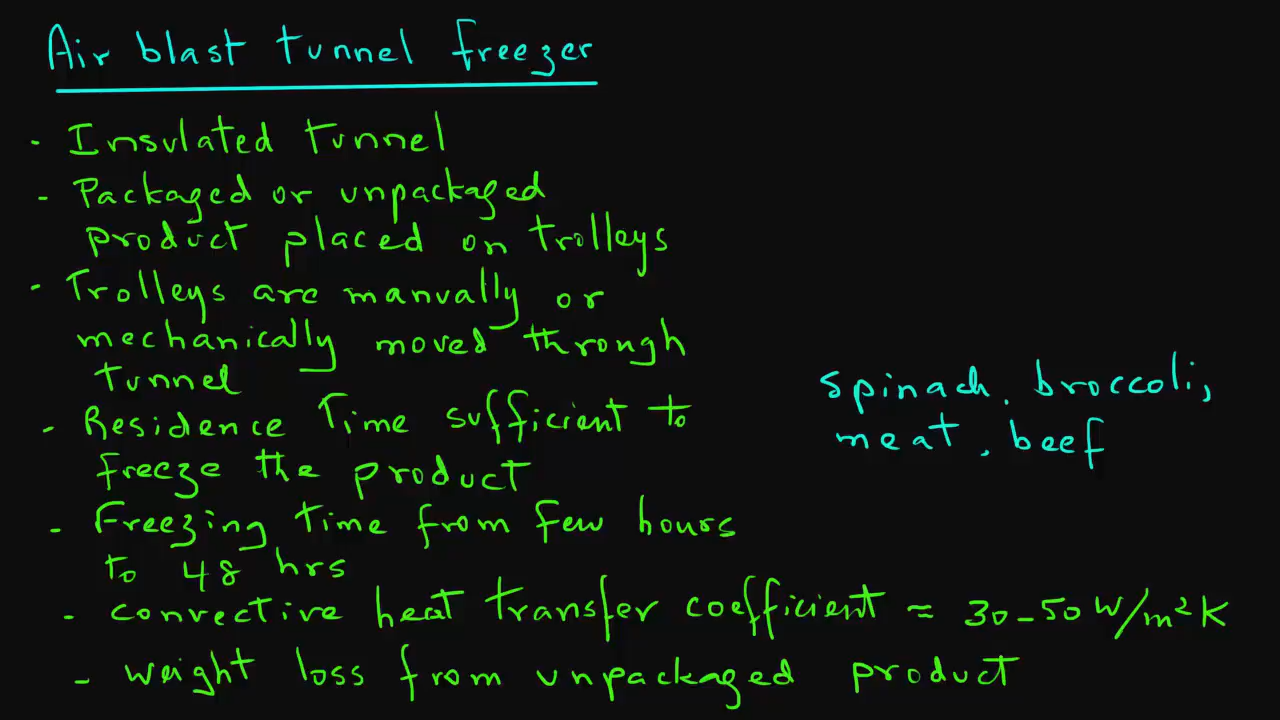 Air blast tunnel freezer
- Insulated tunnel
- Packaged or unpackaged
product placed on trolleys
- Trolleys are manually or
mechanically moved through
tunnel
- Residence Time sufficient to
freeze the product
- Freezing time from few hours
to 48 hrs
- convective heat transfer coefficient ≈ 30-50 W/m²K
- weight loss from unpackaged product
spinach, broccoli,
meat, beef